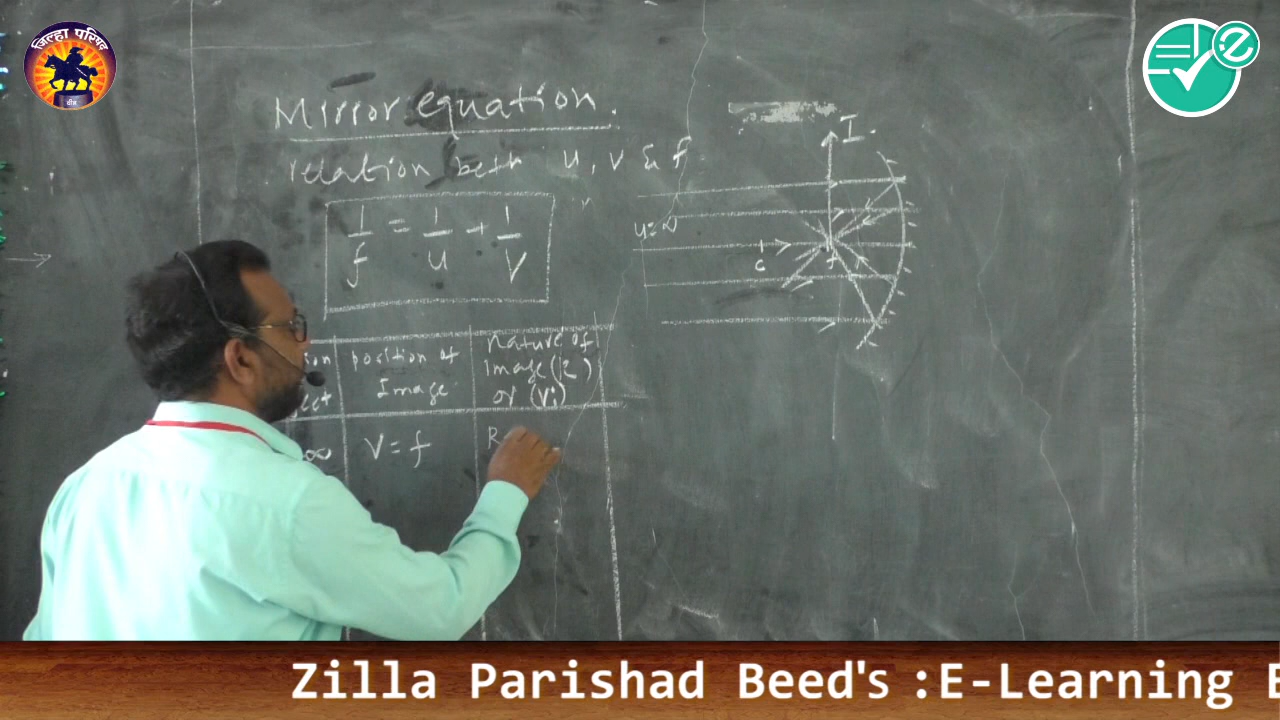 जिल्हा परिषद
बीड
Mirror equation.
relation betn u, v & f
1/f = 1/u + 1/v
position of
Image
Nature of
Image (R)
or (Vi)
∞
V = f
R
I.
u = ∞
c
f
Zilla Parishad Beed's :E-Learning E